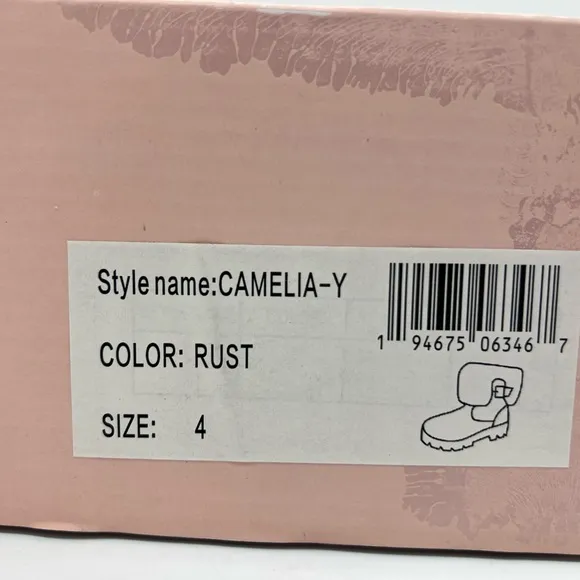 Style name:CAMELIA-Y
1 94675 06346 7
COLOR: RUST
SIZE: 4